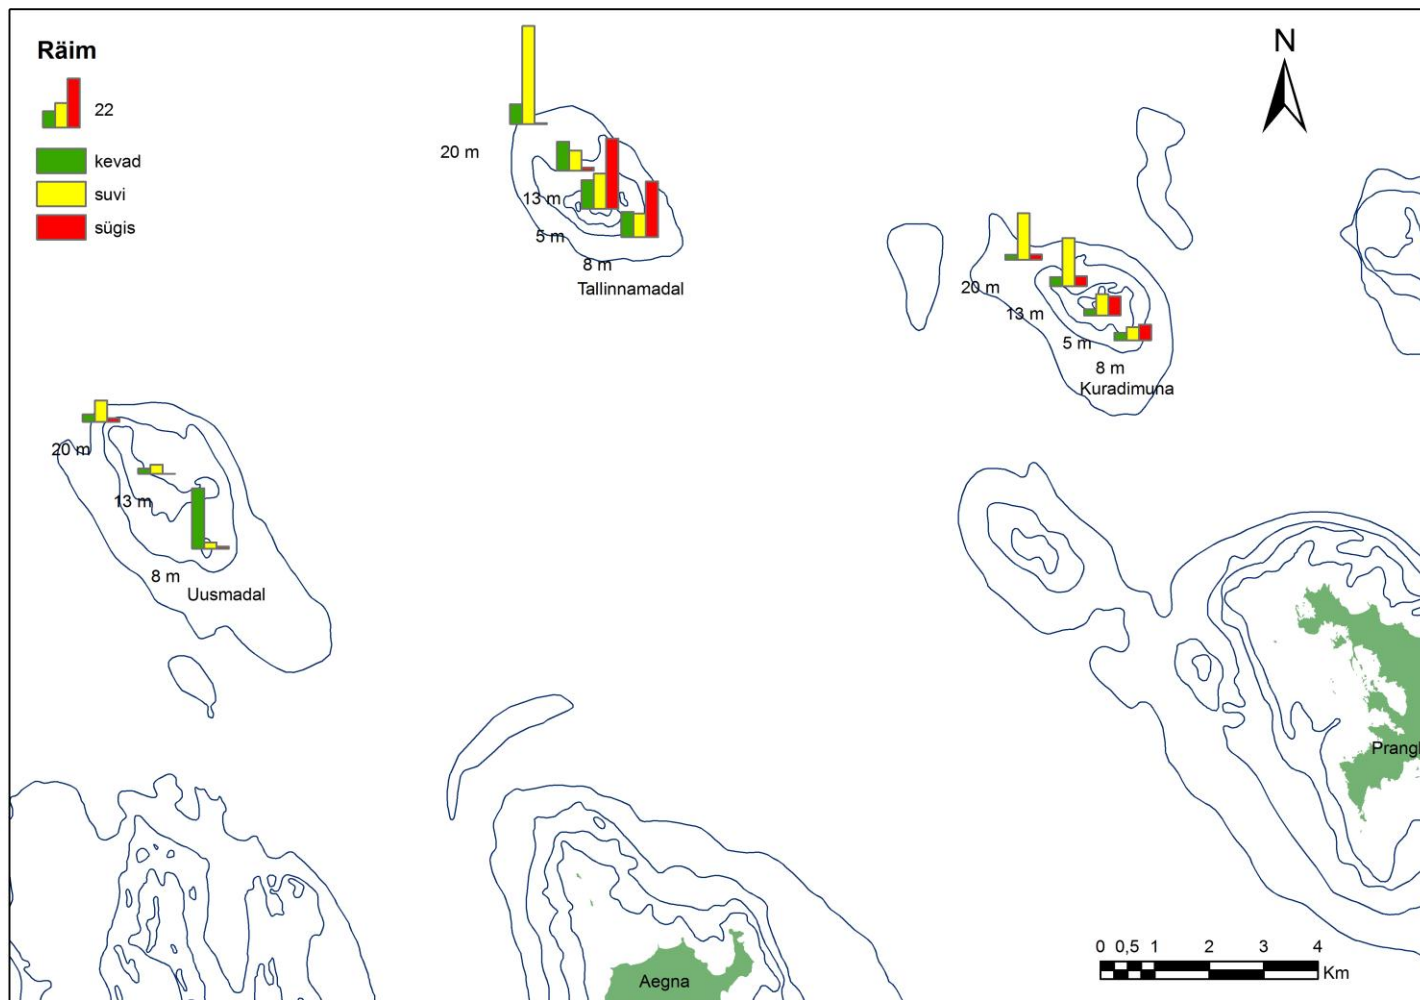 Räim
22
kevad
suvi
sügis
N
20 m
13 m
5 m
8 m
Tallinnamadal
20 m
13 m
5 m
8 m
Kuradimuna
20 m
13 m
8 m
Uusmadal
Prangl
Aegna
0 0,5 1 2 3 4
Km